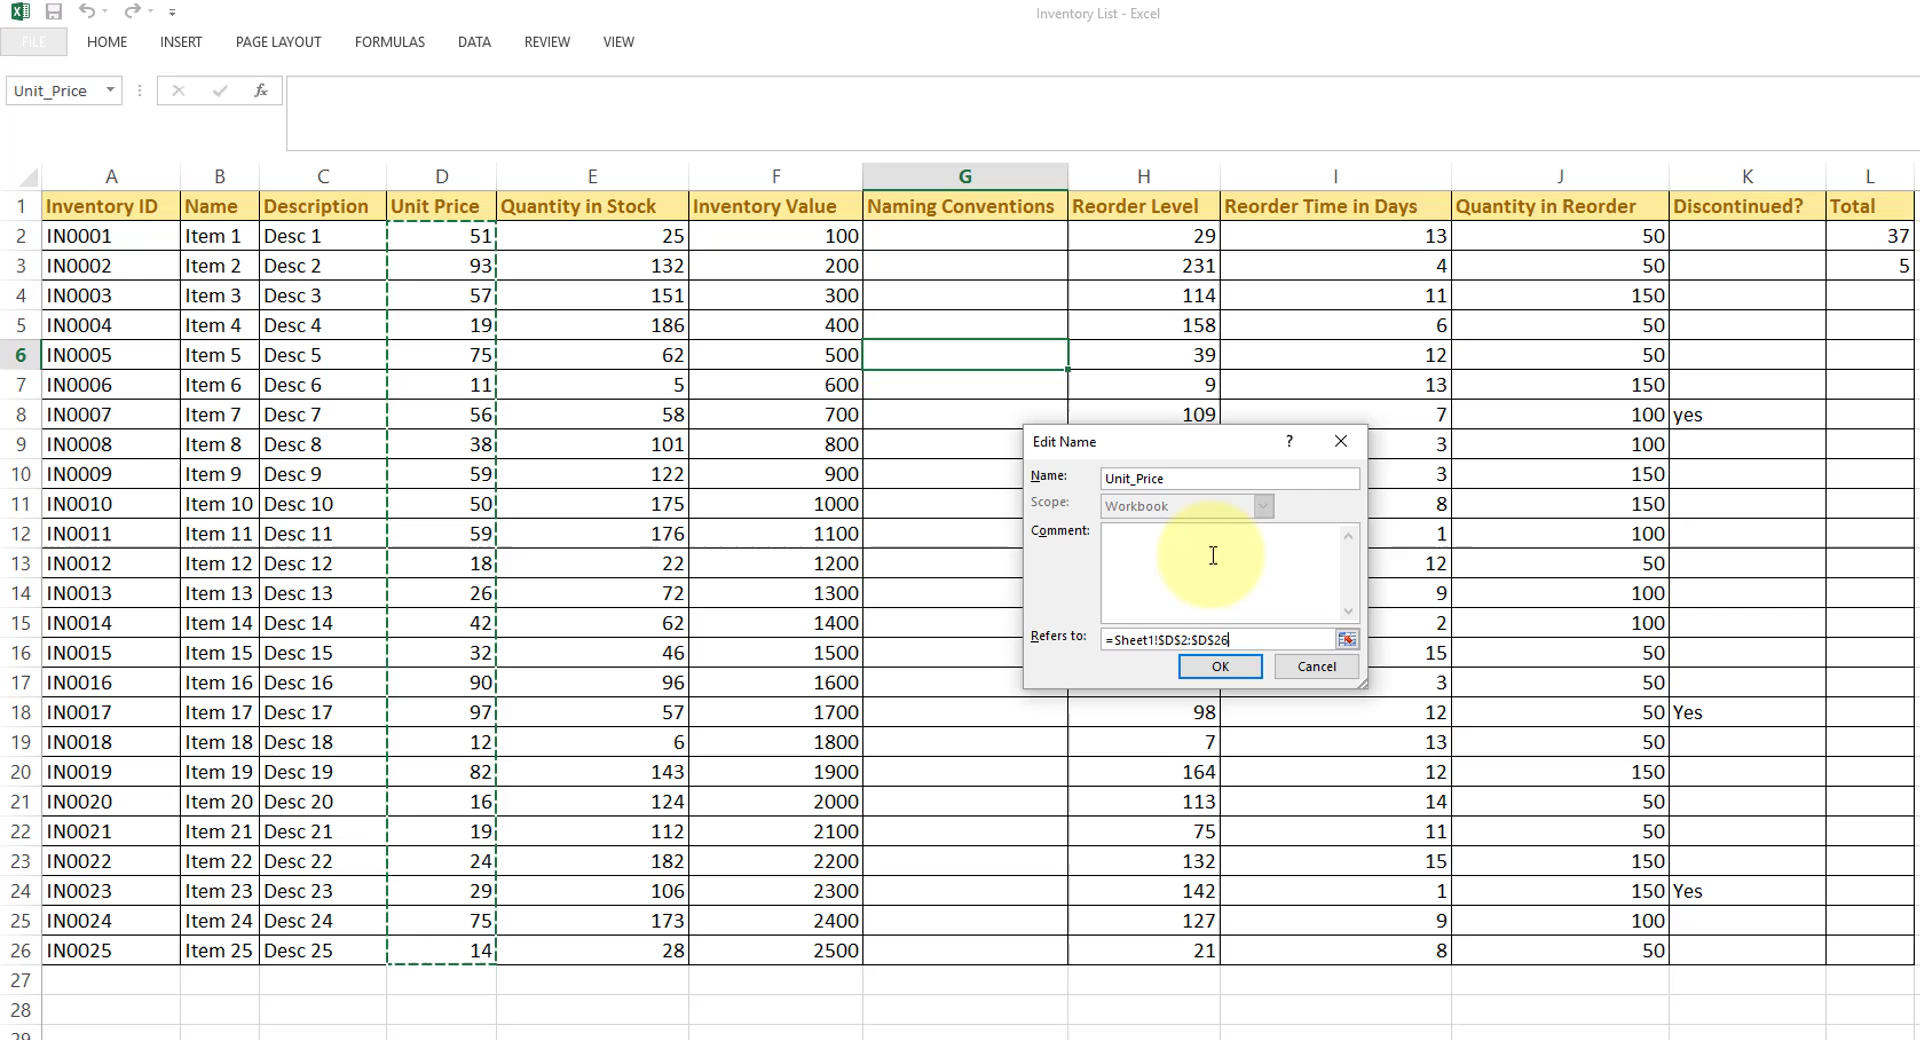 Inventory List - Excel
FILE HOME INSERT PAGE LAYOUT FORMULAS DATA REVIEW VIEW
Unit_Price fx
A B C D E F G H I J K L
1 Inventory ID Name Description Unit Price Quantity in Stock Inventory Value Naming Conventions Reorder Level Reorder Time in Days Quantity in Reorder Discontinued? Total
2 IN0001 Item 1 Desc 1 51 25 100 29 13 50 37
3 IN0002 Item 2 Desc 2 93 132 200 231 4 50 5
4 IN0003 Item 3 Desc 3 57 151 300 114 11 150
5 IN0004 Item 4 Desc 4 19 186 400 158 6 50
6 IN0005 Item 5 Desc 5 75 62 500 39 12 50
7 IN0006 Item 6 Desc 6 11 5 600 9 13 150
8 IN0007 Item 7 Desc 7 56 58 700 109 7 100 yes
9 IN0008 Item 8 Desc 8 38 101 800 3 100
10 IN0009 Item 9 Desc 9 59 122 900 3 150
11 IN0010 Item 10 Desc 10 50 175 1000 8 150
12 IN0011 Item 11 Desc 11 59 176 1100 1 100
13 IN0012 Item 12 Desc 12 18 22 1200 12 50
14 IN0013 Item 13 Desc 13 26 72 1300 9 100
15 IN0014 Item 14 Desc 14 42 62 1400 2 100
16 IN0015 Item 15 Desc 15 32 46 1500 15 50
17 IN0016 Item 16 Desc 16 90 96 1600 3 50
18 IN0017 Item 17 Desc 17 97 57 1700 98 12 50 Yes
19 IN0018 Item 18 Desc 18 12 6 1800 7 13 50
20 IN0019 Item 19 Desc 19 82 143 1900 164 12 150
21 IN0020 Item 20 Desc 20 16 124 2000 113 14 50
22 IN0021 Item 21 Desc 21 19 112 2100 75 11 50
23 IN0022 Item 22 Desc 22 24 182 2200 132 15 150
24 IN0023 Item 23 Desc 23 29 106 2300 142 1 150 Yes
25 IN0024 Item 24 Desc 24 75 173 2400 127 9 100
26 IN0025 Item 25 Desc 25 14 28 2500 21 8 50
27
28
29
Edit Name ?
Name: Unit_Price
Scope: Workbook
Comment:
Refers to: =Sheet1!$D$2:$D$26
OK Cancel